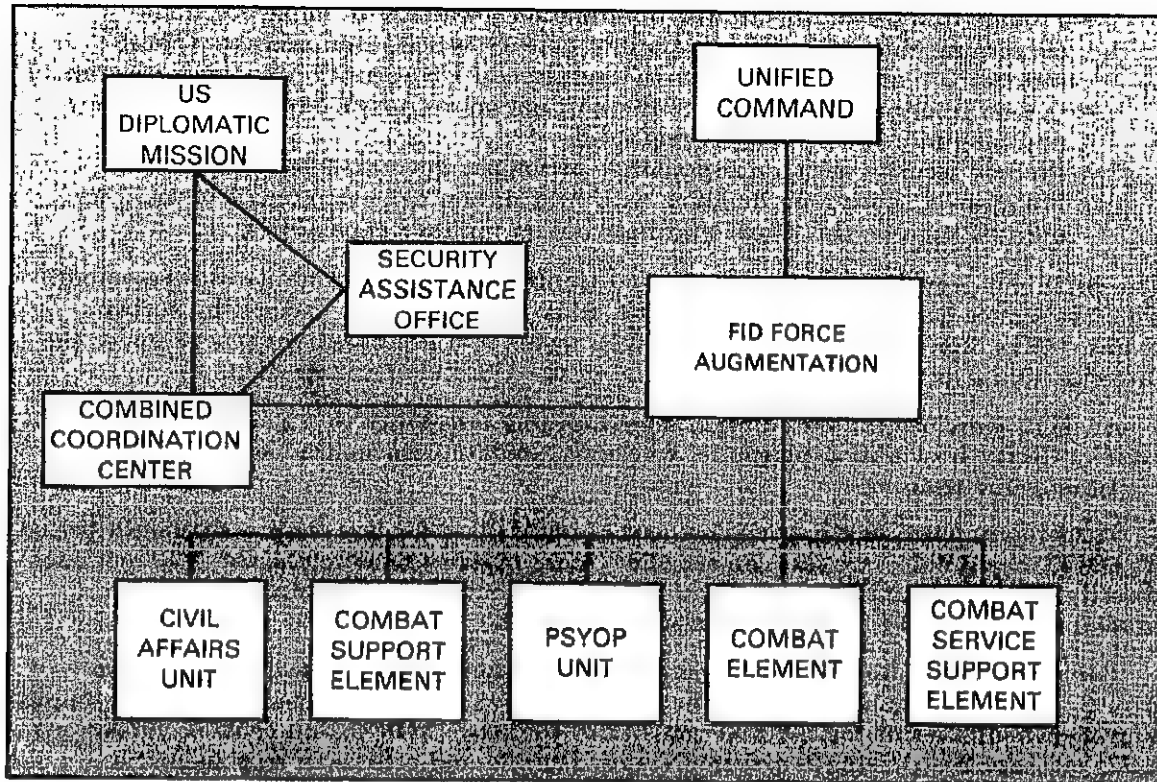 US
DIPLOMATIC
MISSION
UNIFIED
COMMAND
SECURITY
ASSISTANCE
OFFICE
FID FORCE
AUGMENTATION
COMBINED
COORDINATION
CENTER
CIVIL
AFFAIRS
UNIT
COMBAT
SUPPORT
ELEMENT
PSYOP
UNIT
COMBAT
ELEMENT
COMBAT
SERVICE
SUPPORT
ELEMENT